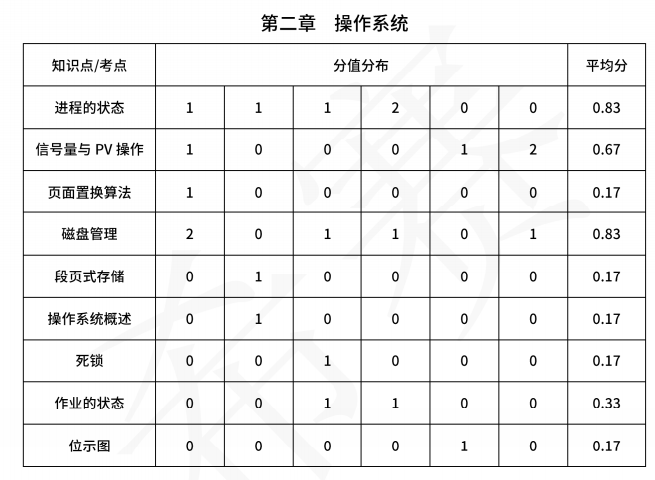 第二章 操作系统
知识点/考点 分值分布 平均分
进程的状态 1 1 1 2 0 0 0.83
信号量与 PV 操作 1 0 0 0 1 2 0.67
页面置换算法 1 0 0 0 0 0 0.17
磁盘管理 2 0 1 1 0 1 0.83
段页式存储 0 1 0 0 0 0 0.17
操作系统概述 0 1 0 0 0 0 0.17
死锁 0 0 1 0 0 0 0.17
作业的状态 0 0 1 1 0 0 0.33
位示图 0 0 0 0 1 0 0.17
希赛